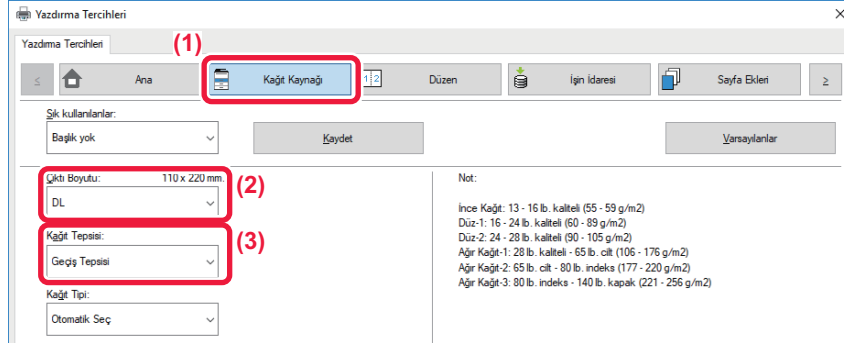 Yazdırma Tercihleri
Yazdırma Tercihleri
(1)
≤ Ana Kağıt Kaynağı 1 2 Düzen İşin İdaresi Sayfa Ekleri ≥
Sık kullanılanlar:
Başlık yok Kaydet Varsayılanlar
Çıktı Boyutu: 110 x 220 mm.
(2)
DL
Kağıt Tepsisi:
(3)
Geçiş Tepsisi
Kağıt Tipi:
Otomatik Seç
Not:
İnce Kağıt: 13 - 16 lb. kaliteli (55 - 59 g/m2)
Düz-1: 16 - 24 lb. kaliteli (60 - 89 g/m2)
Düz-2: 24 - 28 lb. kaliteli (90 - 105 g/m2)
Ağır Kağıt-1: 28 lb. kaliteli - 65 lb. cilt (106 - 176 g/m2)
Ağır Kağıt-2: 65 lb. cilt - 80 lb. indeks (177 - 220 g/m2)
Ağır Kağıt-3: 80 lb. indeks - 140 lb. kapak (221 - 256 g/m2)